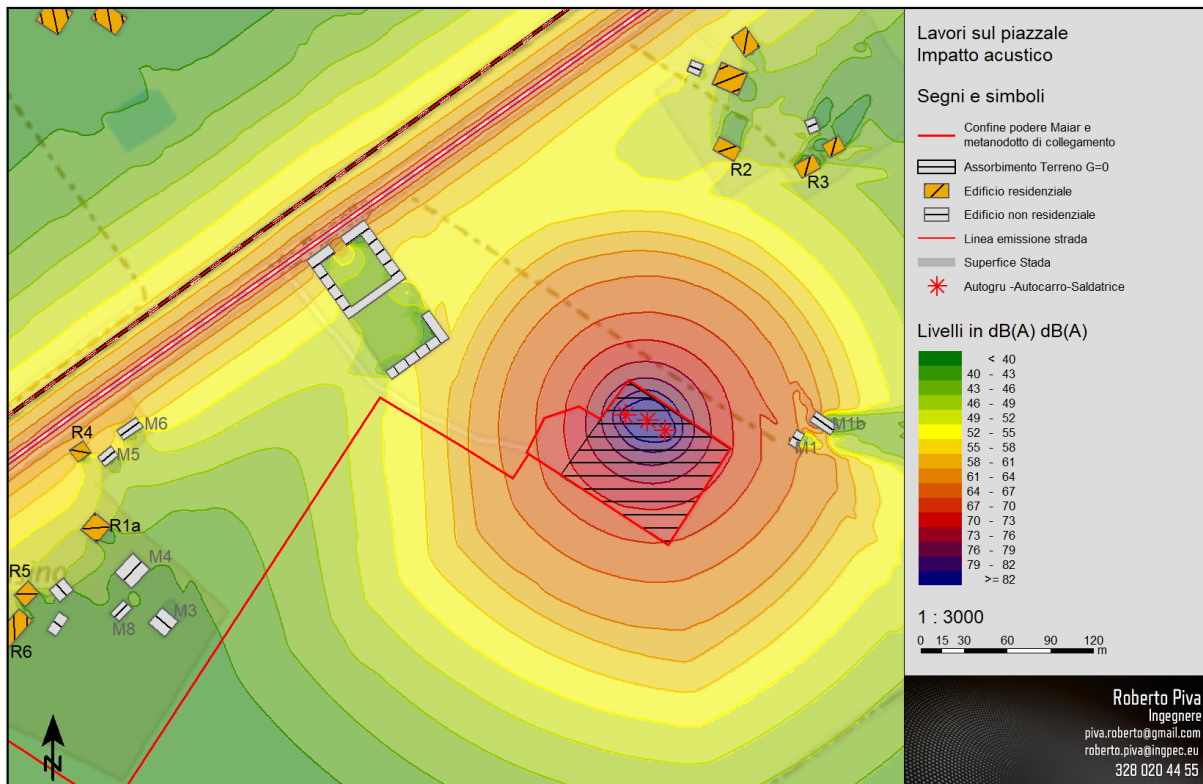 Lavori sul piazzale
Impatto acustico
Segni e simboli
Confine podere Maiar e
metanodotto di collegamento
Assorbimento Terreno G=0
Edificio residenziale
Edificio non residenziale
Linea emissione strada
Superfice Stada
Autogru -Autocarro-Saldatrice
Livelli in dB(A) dB(A)
< 40
40 - 43
43 - 46
46 - 49
49 - 52
52 - 55
55 - 58
58 - 61
61 - 64
64 - 67
67 - 70
70 - 73
73 - 76
76 - 79
79 - 82
>= 82
1 : 3000
0 15 30 60 90 120
m
Roberto Piva
Ingegnere
piva.roberto@gmail.com
roberto.piva@ingpec.eu
328 020 44 55
R2
R3
M1b
M1
R4
M6
M5
R1a
M4
R5
M8
M3
R6
N